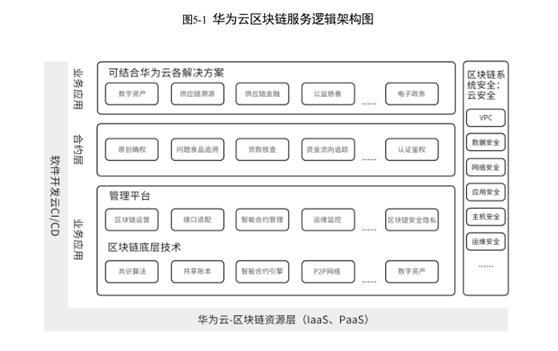 图5-1 华为云区块链服务逻辑架构图
软件开发云CI/CD
业务应用
可结合华为云各解决方案
数字资产 供应链溯源 供应链金融 公益慈善 ...... 电子政务
合约层
原创确权 问题食品追溯 贷款核查 资金流向追踪 ...... 认证鉴权
业务应用
管理平台
区块链运营 接口适配 智能合约管理 运维监控 ...... 区块链安全隐私
区块链底层技术
共识算法 共享账本 智能合约引擎 P2P网络 ...... 数字资产
区块链系
统安全；
云安全
VPC
数据安全
网络安全
应用安全
主机安全
运维安全
......
华为云-区块链资源层（IaaS、PaaS）